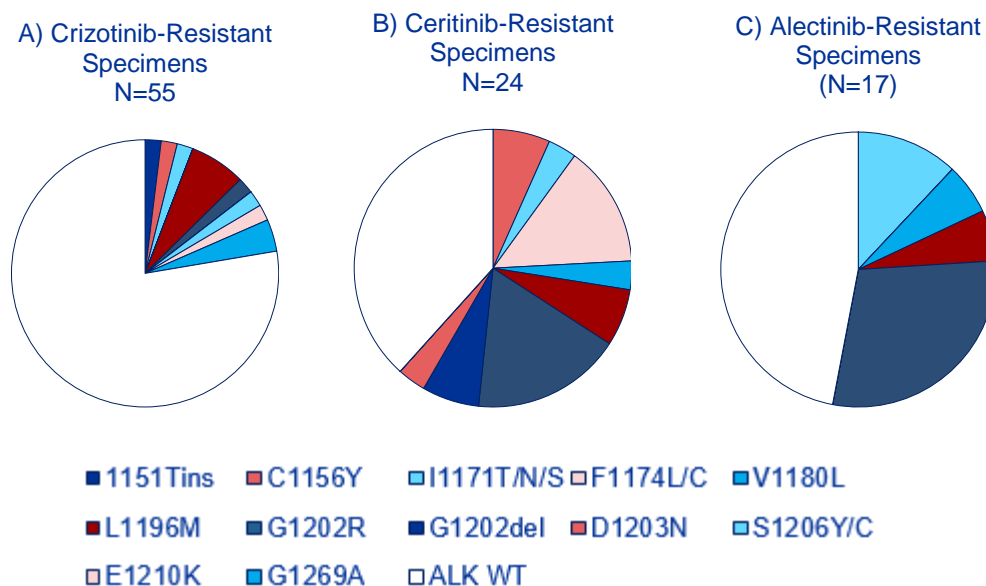 A) Crizotinib-Resistant
Specimens
N=55
B) Ceritinib-Resistant
Specimens
N=24
C) Alectinib-Resistant
Specimens
(N=17)
1151Tins C1156Y I1171T/N/S F1174L/C V1180L
L1196M G1202R G1202del D1203N S1206Y/C
E1210K G1269A ALK WT